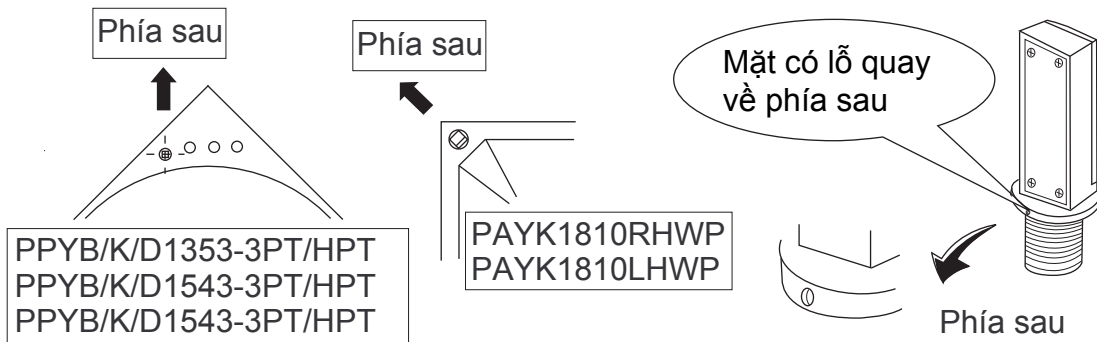 Phía sau
Phía sau
Mặt có lỗ quay
về phía sau
PPYB/K/D1353-3PT/HPT
PPYB/K/D1543-3PT/HPT
PPYB/K/D1543-3PT/HPT
PAYK1810RHWP
PAYK1810LHWP
Phía sau